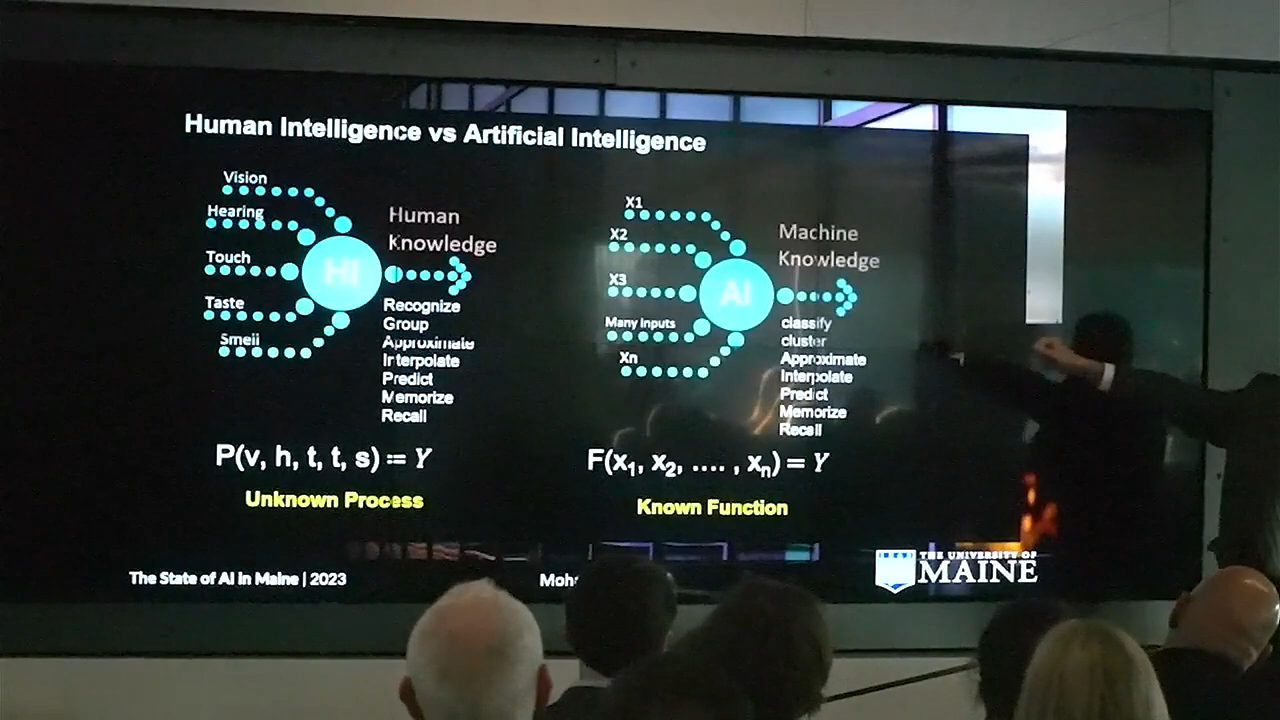 Human Intelligence vs Artificial Intelligence
Vision
Hearing
Touch
Taste
Smell
HI
Human
Knowledge
Recognize
Group
Approximate
Interpolate
Predict
Memorize
Recall
P(v, h, t, t, s) = Y
Unknown Process
X1
X2
X3
Many Inputs
Xn
AI
Machine
Knowledge
classify
cluster
Approximate
Interpolate
Predict
Memorize
Recall
F(x₁, x₂, .... , xₙ) = Y
Known Function
The State of AI in Maine | 2023
THE UNIVERSITY OF
MAINE